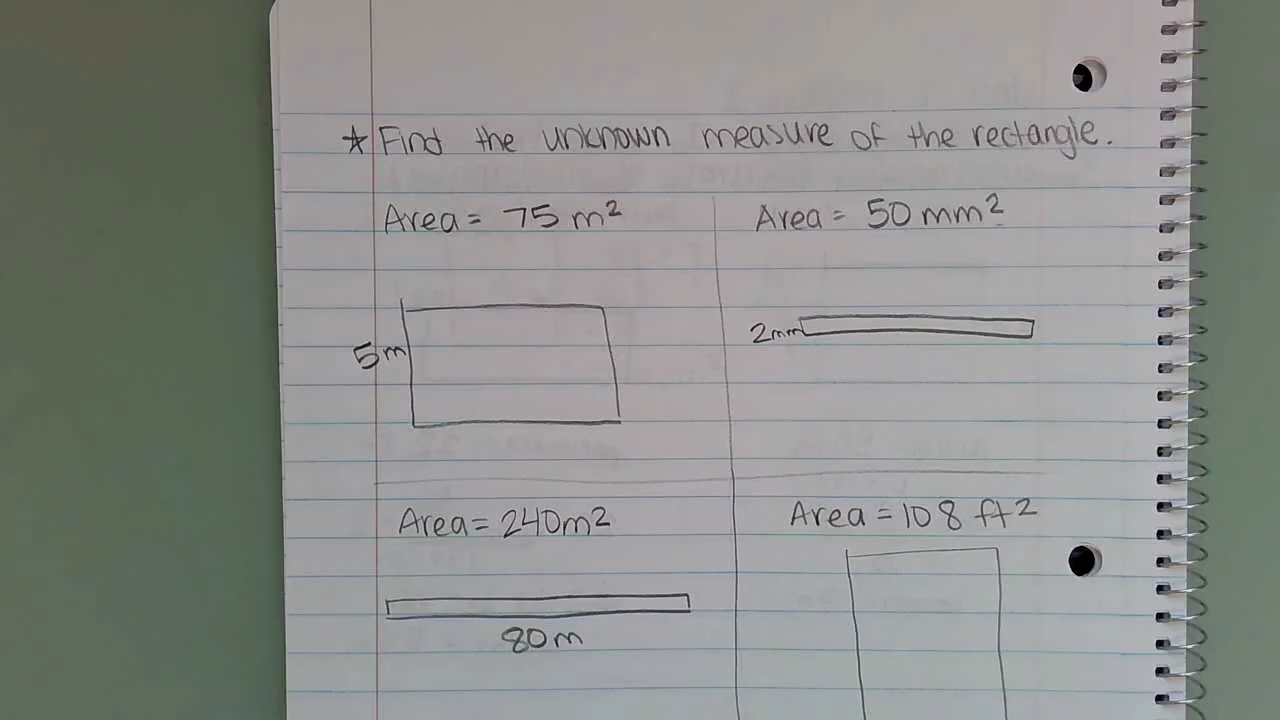 * Find the unknown measure of the rectangle.
Area = 75 m²
Area = 50 mm²
5m
2mm
Area = 240m²
Area = 108 ft²
80m